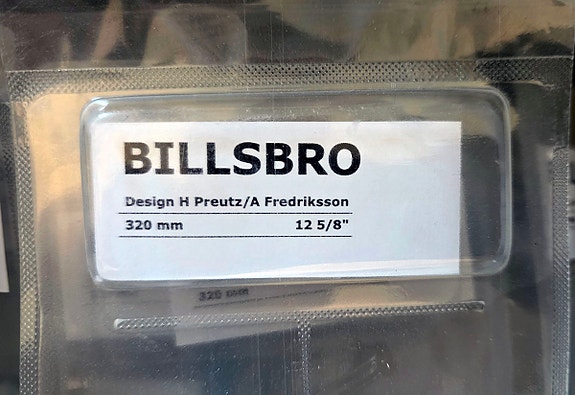 BILLSBRO
Design H Preutz/A Fredriksson
320 mm 12 5/8"
320 mm